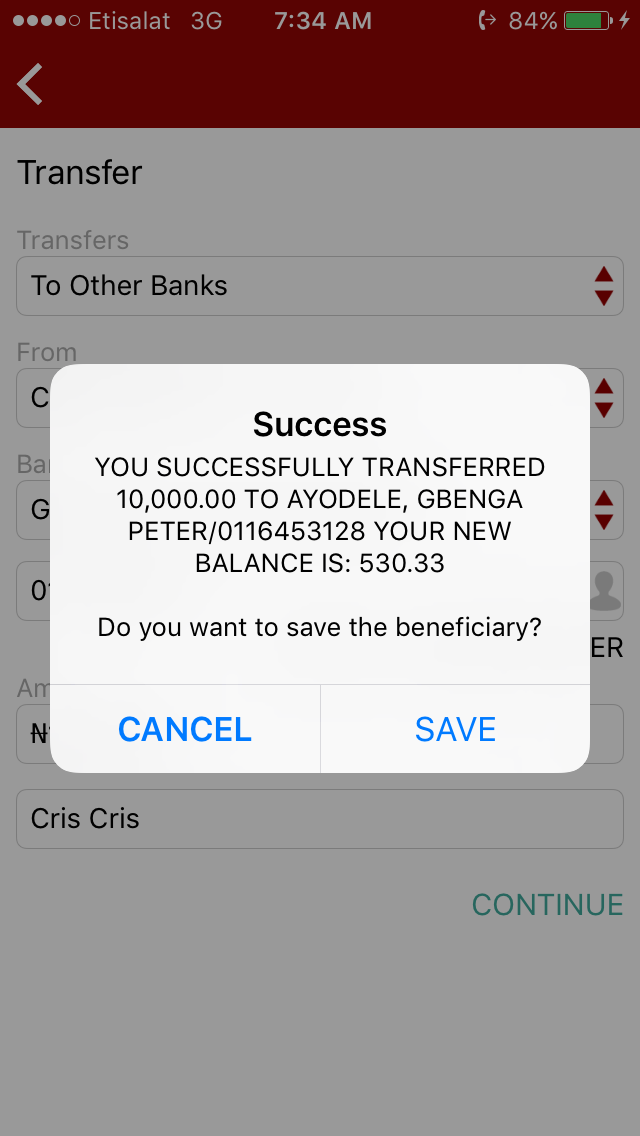 Etisalat 3G 7:34 AM 84%
Transfer
Transfers
To Other Banks
From
C
Ba
G
0
ER
Am
₦
Success
YOU SUCCESSFULLY TRANSFERRED
10,000.00 TO AYODELE, GBENGA
PETER/0116453128 YOUR NEW
BALANCE IS: 530.33
Do you want to save the beneficiary?
CANCEL SAVE
Cris Cris
CONTINUE